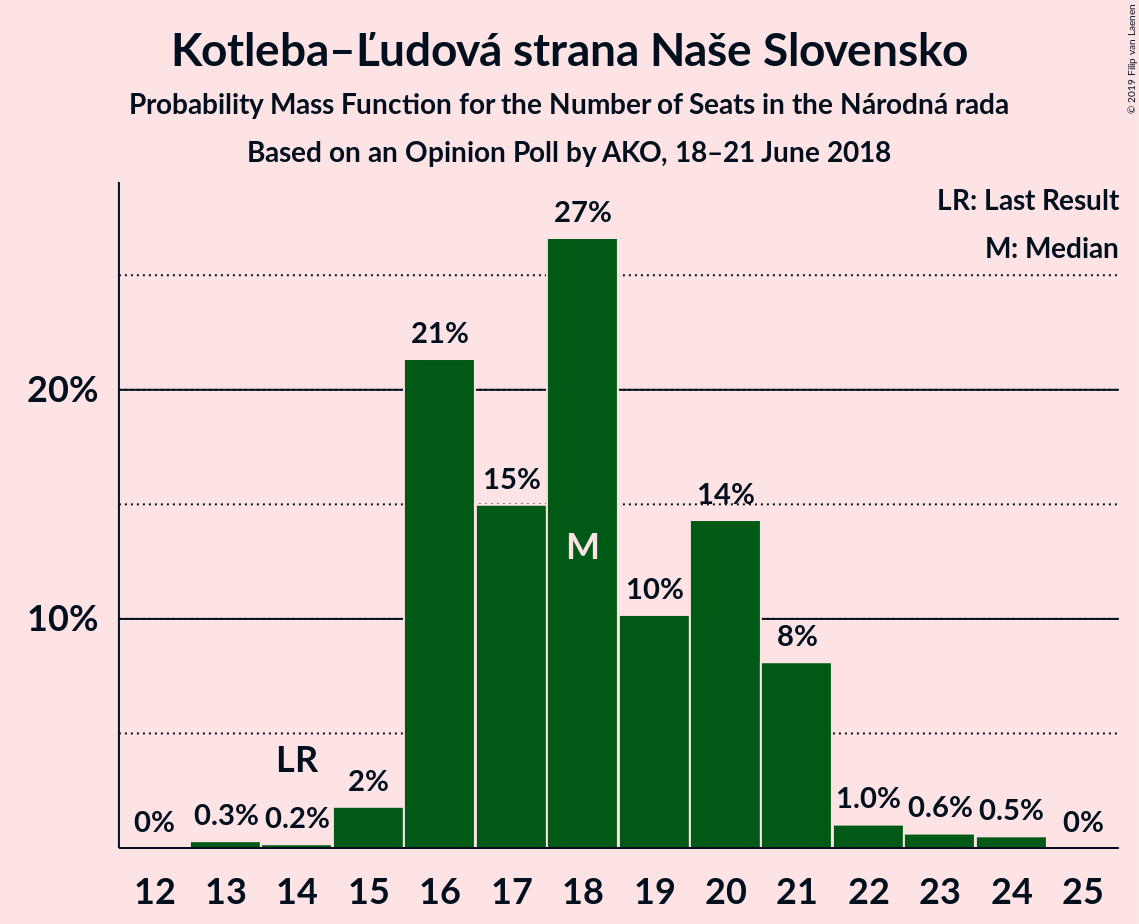 Kotleba–Ľudová strana Naše Slovensko
Probability Mass Function for the Number of Seats in the Národná rada
Based on an Opinion Poll by AKO, 18–21 June 2018
© 2019 Filip van Laenen
LR: Last Result
M: Median
27%
21%
20%
15%
14%
M
10%
10%
8%
LR
2%
0%
0.3%
0.2%
1.0%
0.6%
0.5%
0%
12 13 14 15 16 17 18 19 20 21 22 23 24 25